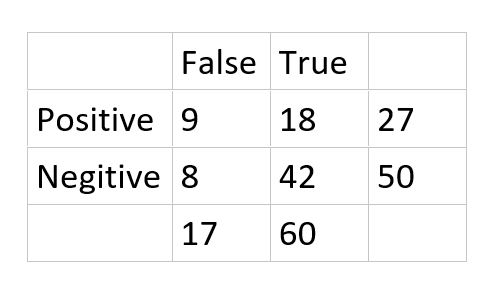 False True
Positive 9 18 27
Negitive 8 42 50
17 60